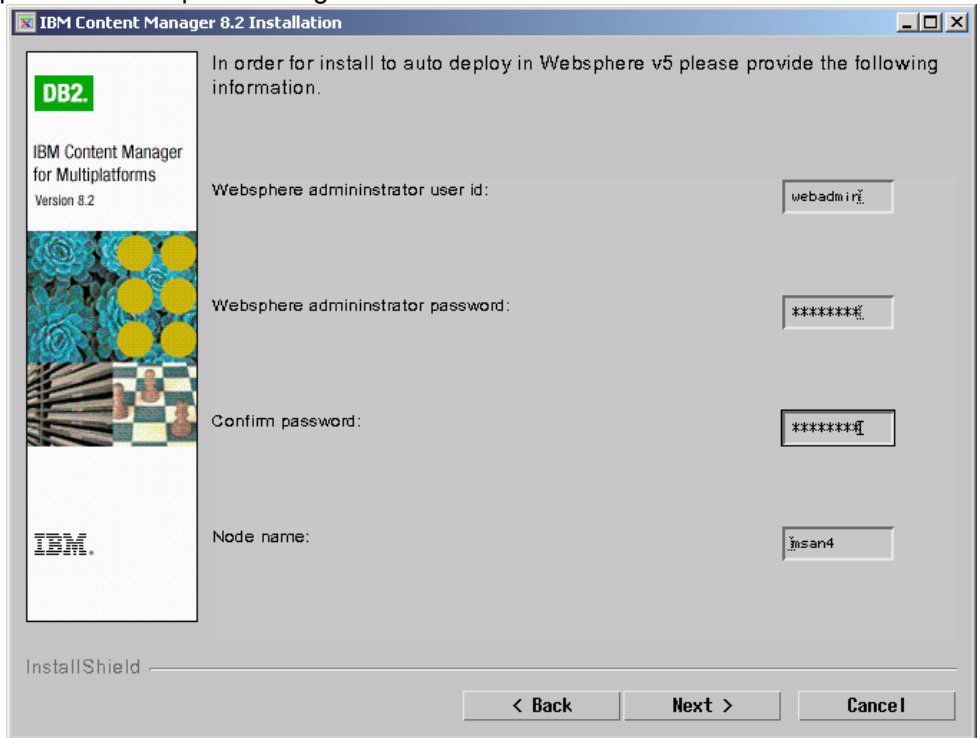 IBM Content Manager 8.2 Installation
In order for install to auto deploy in Websphere v5 please provide the following
information.
DB2.
IBM Content Manager
for Multiplatforms
Version 8.2
Websphere admininstrator user id:
webadmin
Websphere admininstrator password:
********
Confirm password:
********
Node name:
msan4
IBM.
InstallShield
< Back
Next >
Cancel